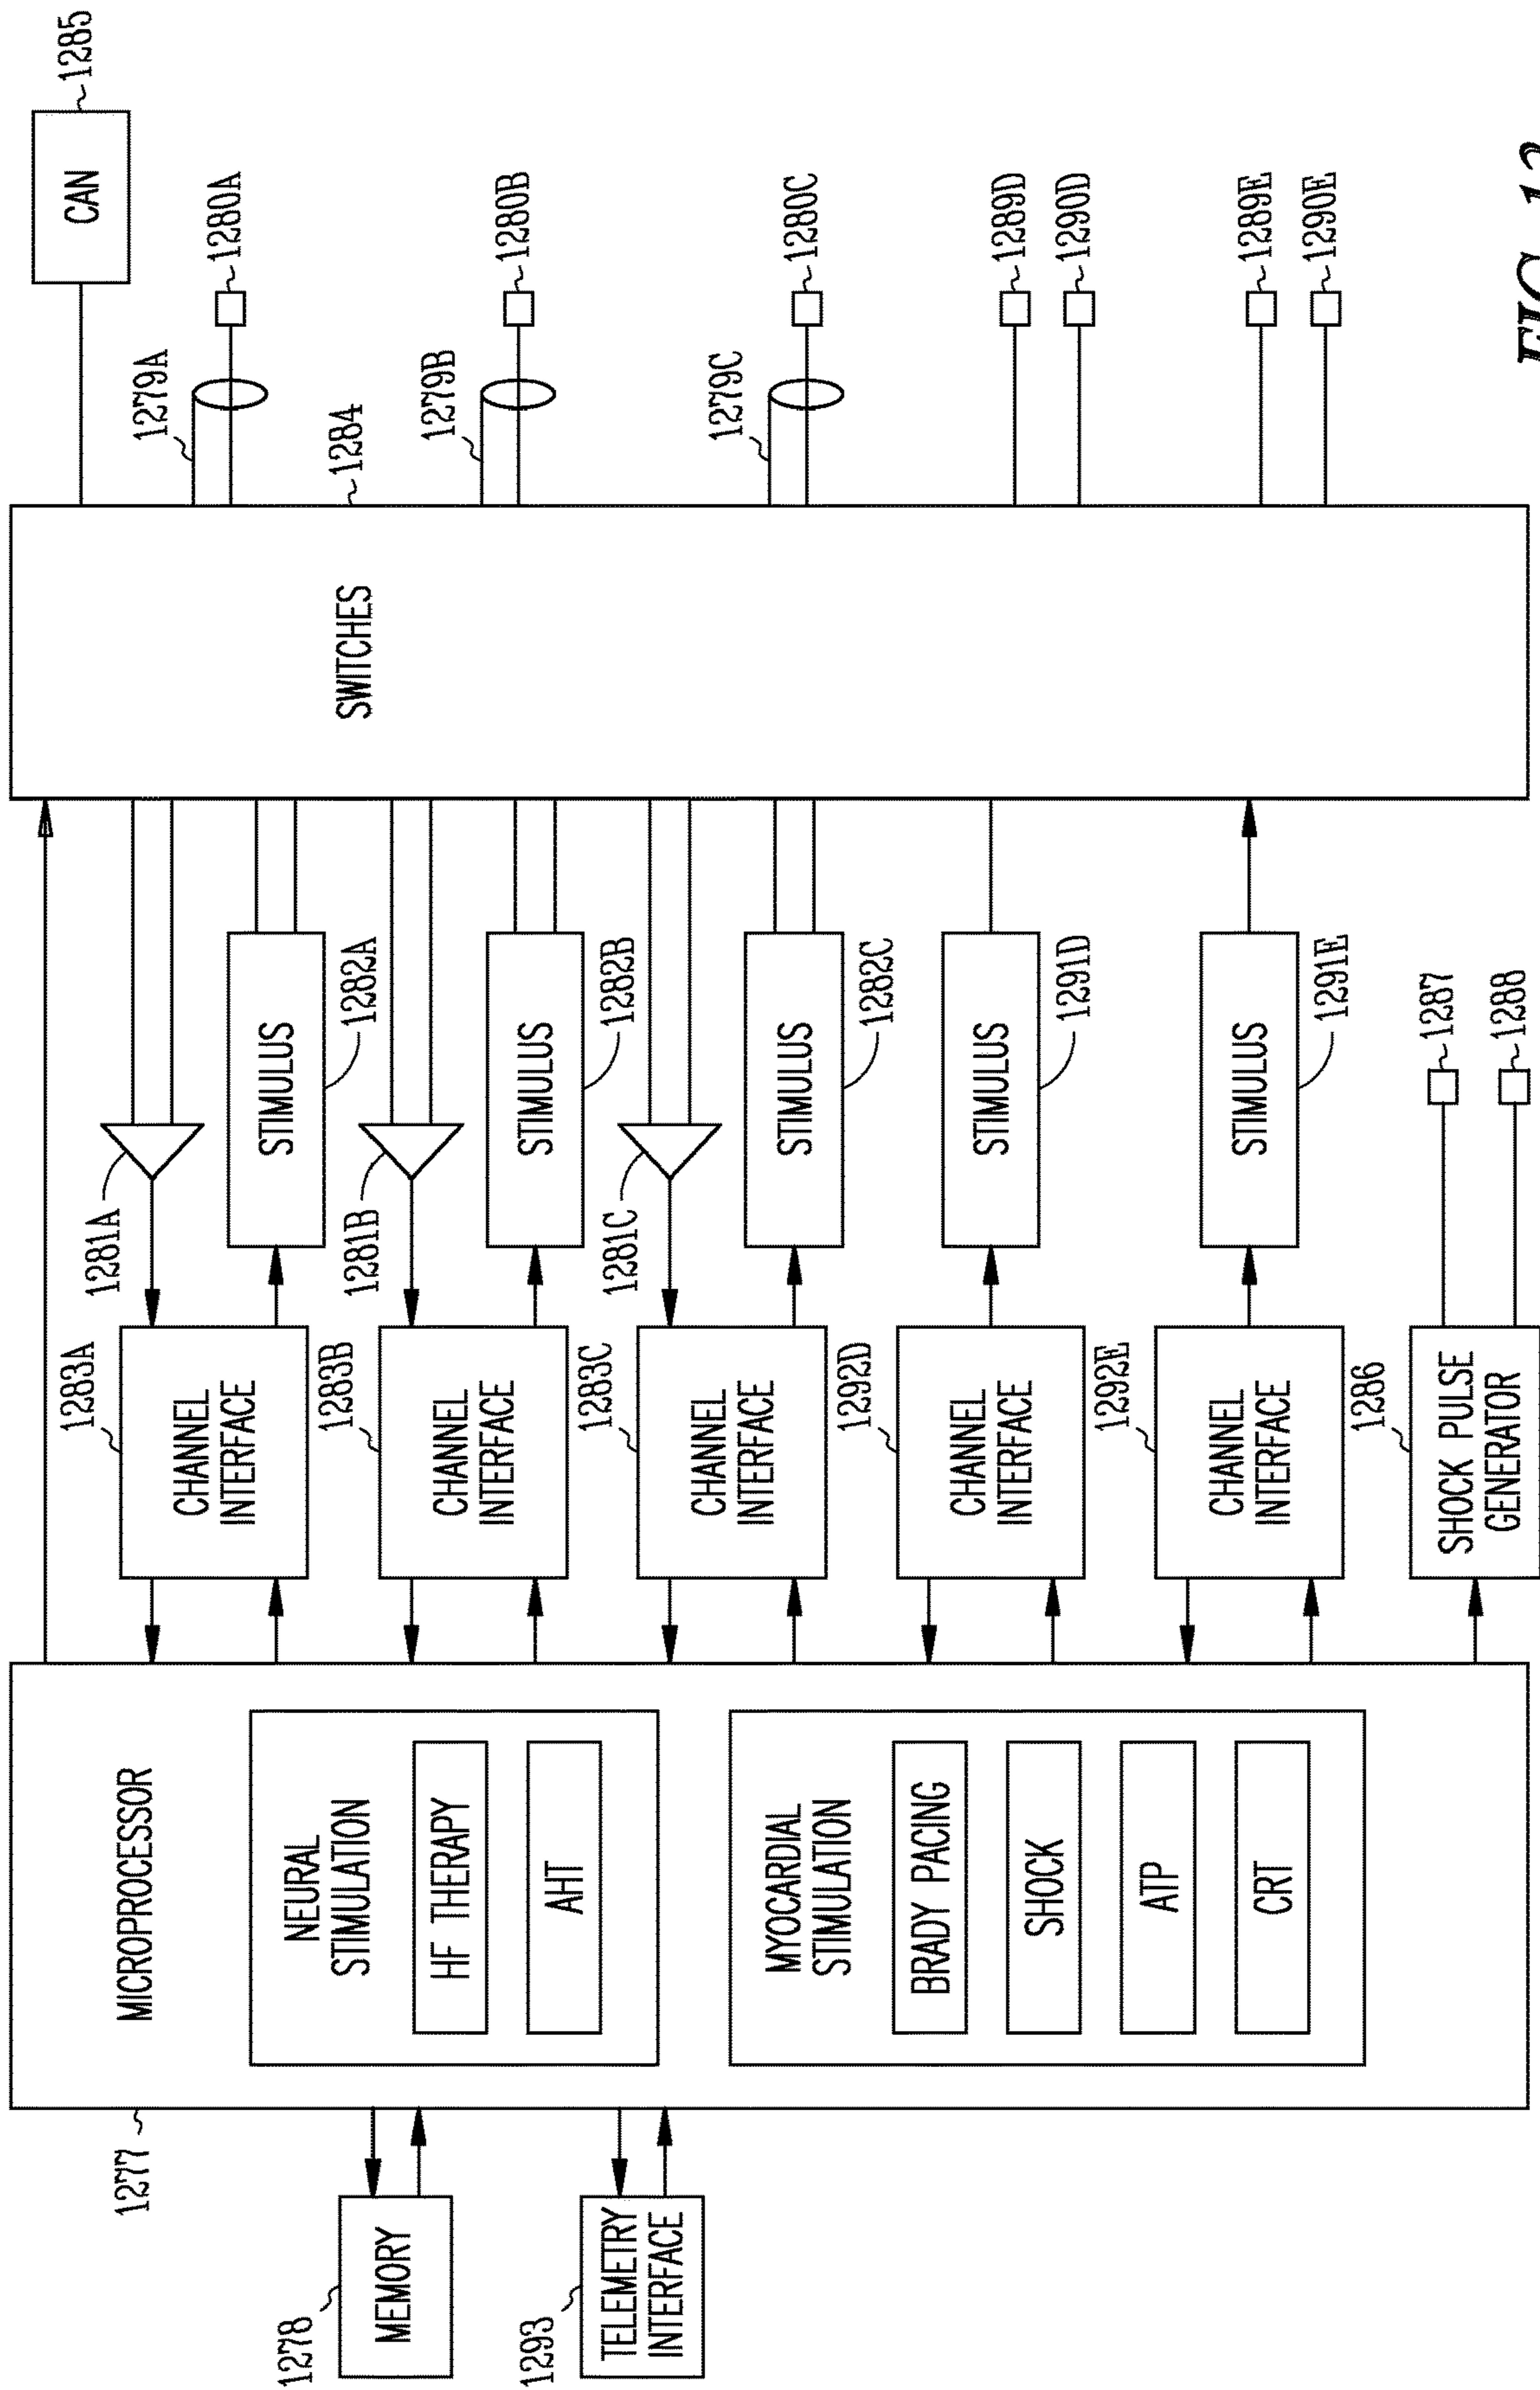 1285
CAN
1280A
1279A
1280B
1279B
1280C
1279C
1289D
1290D
1289E
1290E
1284
SWITCHES
1281A
STIMULUS
1282A
1281B
STIMULUS
1282B
1281C
STIMULUS
1282C
STIMULUS
1291D
STIMULUS
1291E
1287
1288
1283A
CHANNEL
INTERFACE
1283B
CHANNEL
INTERFACE
1283C
CHANNEL
INTERFACE
1292D
CHANNEL
INTERFACE
1292E
CHANNEL
INTERFACE
1286
SHOCK PULSE
GENERATOR
MICROPROCESSOR
NEURAL
STIMULATION
HF THERAPY
AHT
MYOCARDIAL
STIMULATION
BRADY PACING
SHOCK
ATP
CRT
1277
1278
MEMORY
1293
TELEMETRY
INTERFACE